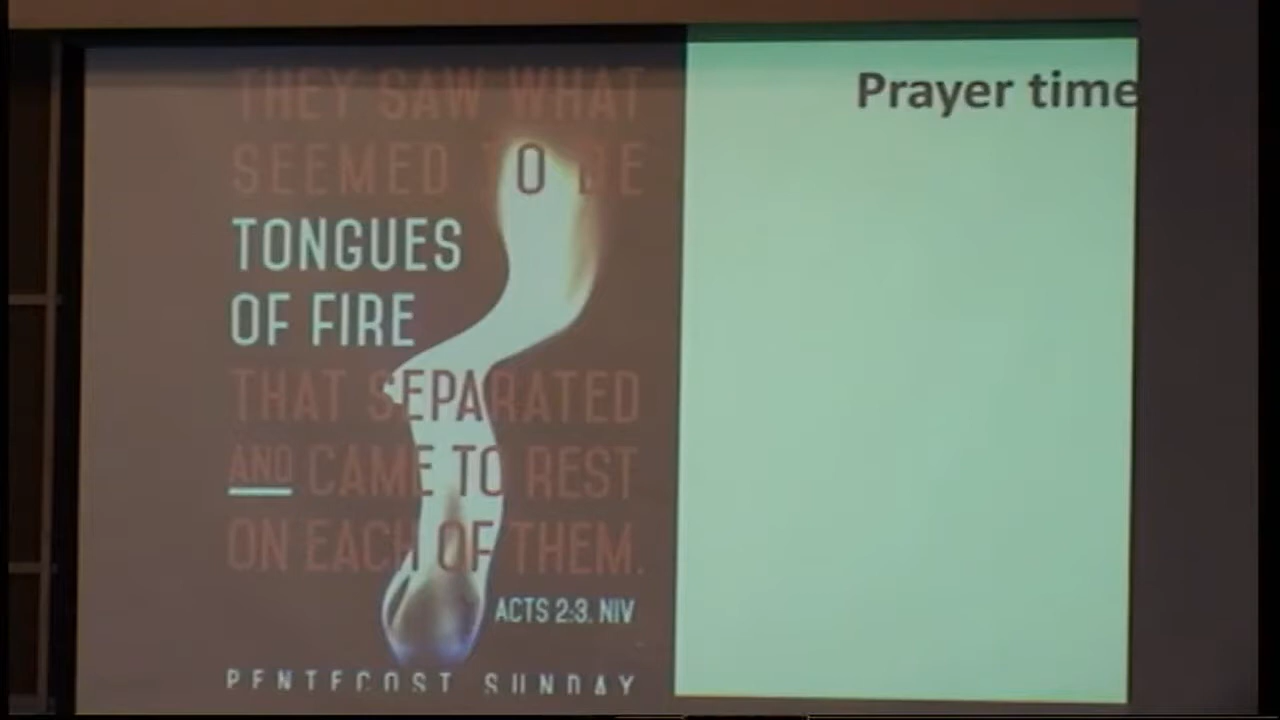 THEY SAW WHAT
SEEMED TO BE
TONGUES
OF FIRE
THAT SEPARATED
AND CAME TO REST
ON EACH OF THEM.
ACTS 2:3. NIV
PENTECOST SUNDAY
Prayer time